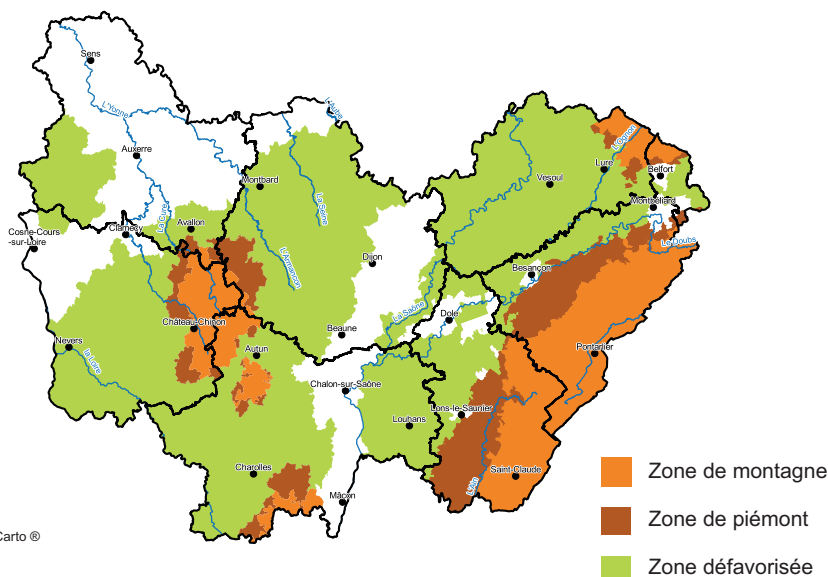 Sens
L'Yonne
L'Aube
Auxerre
Montbard
La Seine
L'Ognon
Lure
Vesoul
Belfort
Montbéliard
La Cure
Avallon
Clamecy
Cosne-Cours
-sur-Loire
L'Armançon
Dijon
Besançon
Le Doubs
La Saône
Dole
Château-Chinon
Beaune
Nevers
la Loire
Autun
Pontarlier
Chalon-sur-Saône
Louhans
Lons-le-Saunier
Charolles
Saint-Claude
L'Ain
Mâcon
Zone de montagne
Zone de piémont
Zone défavorisée
Carto ®